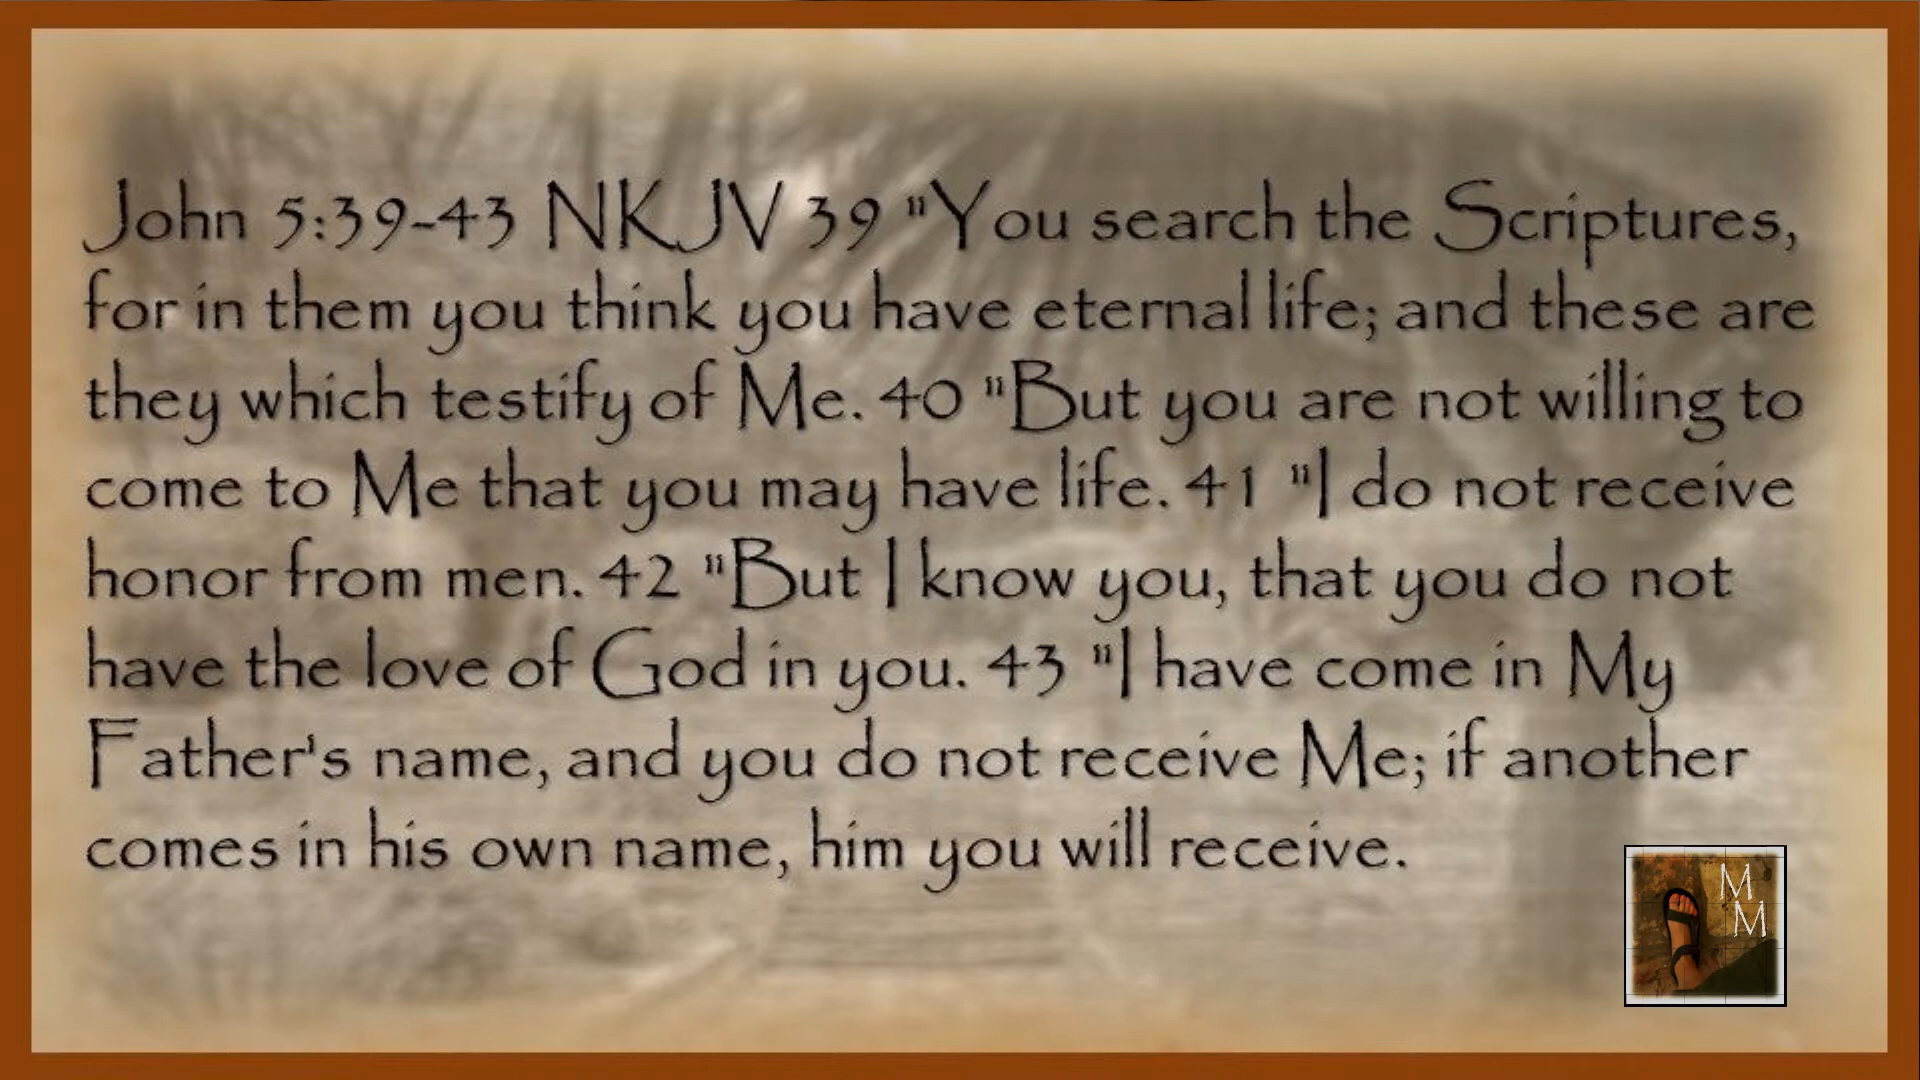 John 5:39-43 NKJV 39 "You search the Scriptures,
for in them you think you have eternal life; and these are
they which testify of Me. 40 "But you are not willing to
come to Me that you may have life. 41 "I do not receive
honor from men. 42 "But I know you, that you do not
have the love of God in you. 43 "I have come in My
Father's name, and you do not receive Me; if another
comes in his own name, him you will receive.
M
M